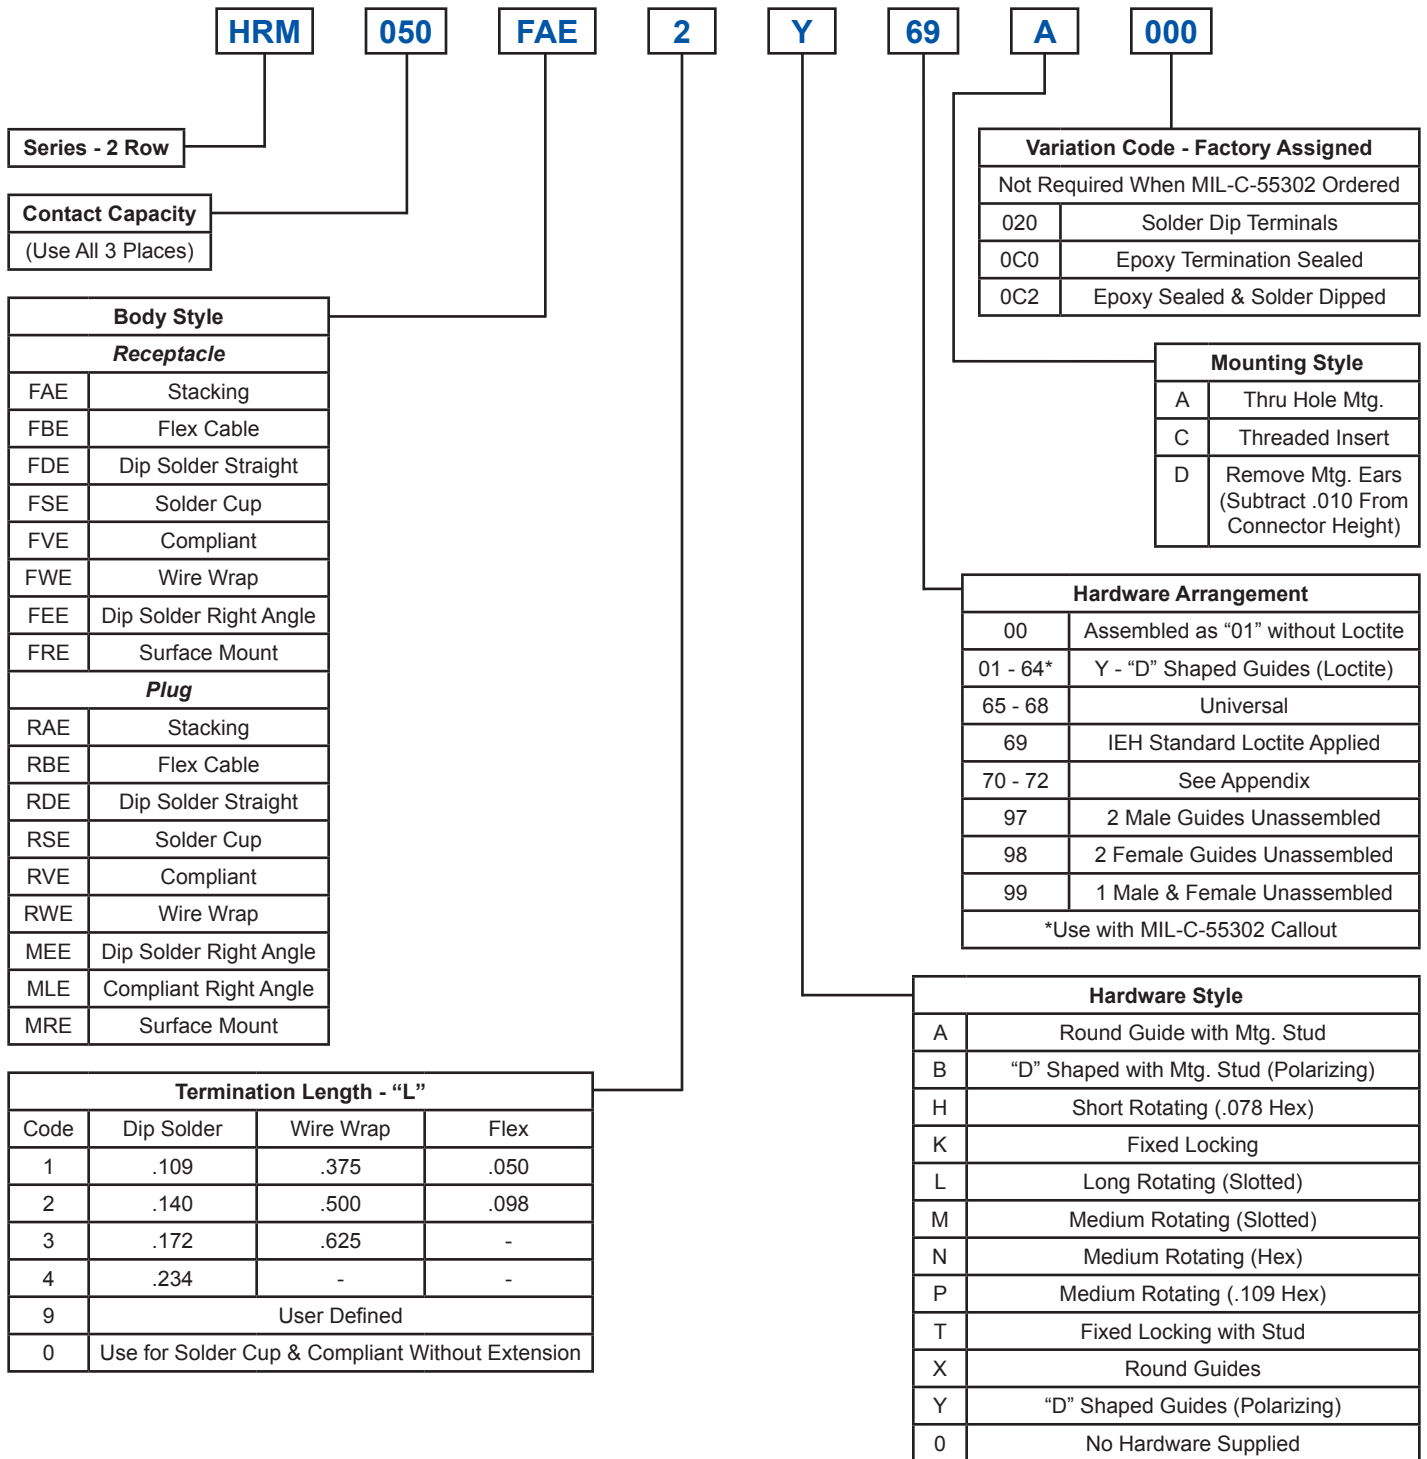 HRM 050 FAE 2 Y 69 A 000
Series - 2 Row
Contact Capacity
(Use All 3 Places)
Body Style
Receptacle
FAE Stacking
FBE Flex Cable
FDE Dip Solder Straight
FSE Solder Cup
FVE Compliant
FWE Wire Wrap
FEE Dip Solder Right Angle
FRE Surface Mount
Plug
RAE Stacking
RBE Flex Cable
RDE Dip Solder Straight
RSE Solder Cup
RVE Compliant
RWE Wire Wrap
MEE Dip Solder Right Angle
MLE Compliant Right Angle
MRE Surface Mount
Termination Length - “L”
Code Dip Solder Wire Wrap Flex
1 .109 .375 .050
2 .140 .500 .098
3 .172 .625 -
4 .234 - -
9 User Defined
0 Use for Solder Cup & Compliant Without Extension
Variation Code - Factory Assigned
Not Required When MIL-C-55302 Ordered
020 Solder Dip Terminals
0C0 Epoxy Termination Sealed
0C2 Epoxy Sealed & Solder Dipped
Mounting Style
A Thru Hole Mtg.
C Threaded Insert
D Remove Mtg. Ears
(Subtract .010 From
Connector Height)
Hardware Arrangement
00 Assembled as “01” without Loctite
01 - 64* Y - “D” Shaped Guides (Loctite)
65 - 68 Universal
69 IEH Standard Loctite Applied
70 - 72 See Appendix
97 2 Male Guides Unassembled
98 2 Female Guides Unassembled
99 1 Male & Female Unassembled
*Use with MIL-C-55302 Callout
Hardware Style
A Round Guide with Mtg. Stud
B “D” Shaped with Mtg. Stud (Polarizing)
H Short Rotating (.078 Hex)
K Fixed Locking
L Long Rotating (Slotted)
M Medium Rotating (Slotted)
N Medium Rotating (Hex)
P Medium Rotating (.109 Hex)
T Fixed Locking with Stud
X Round Guides
Y “D” Shaped Guides (Polarizing)
0 No Hardware Supplied